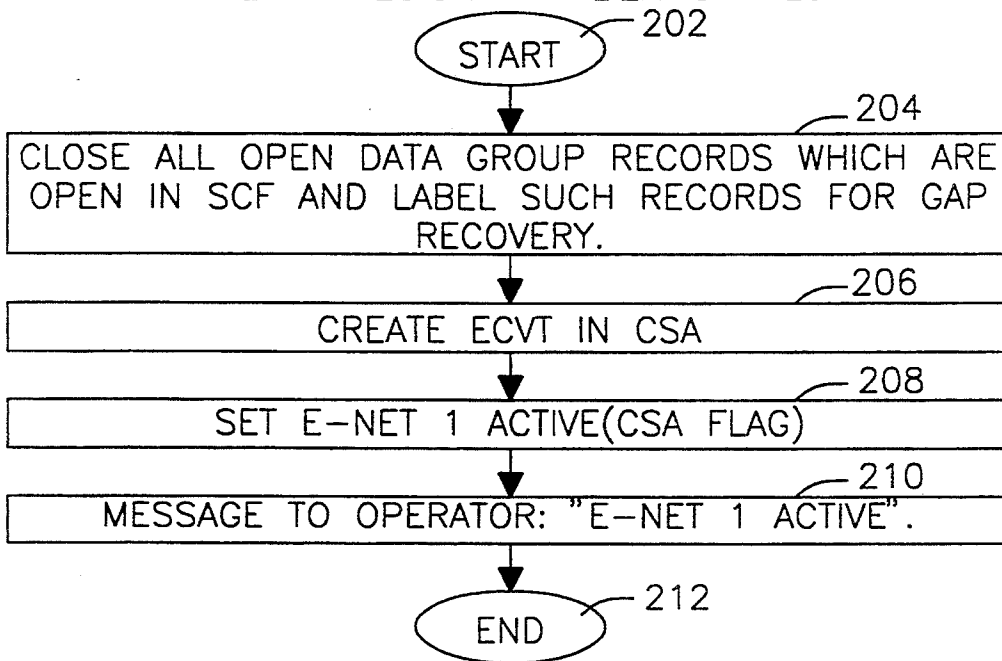 202
START
204
CLOSE ALL OPEN DATA GROUP RECORDS WHICH ARE
OPEN IN SCF AND LABEL SUCH RECORDS FOR GAP
RECOVERY.
206
CREATE ECVT IN CSA
208
SET E-NET 1 ACTIVE(CSA FLAG)
210
MESSAGE TO OPERATOR: "E-NET 1 ACTIVE".
212
END